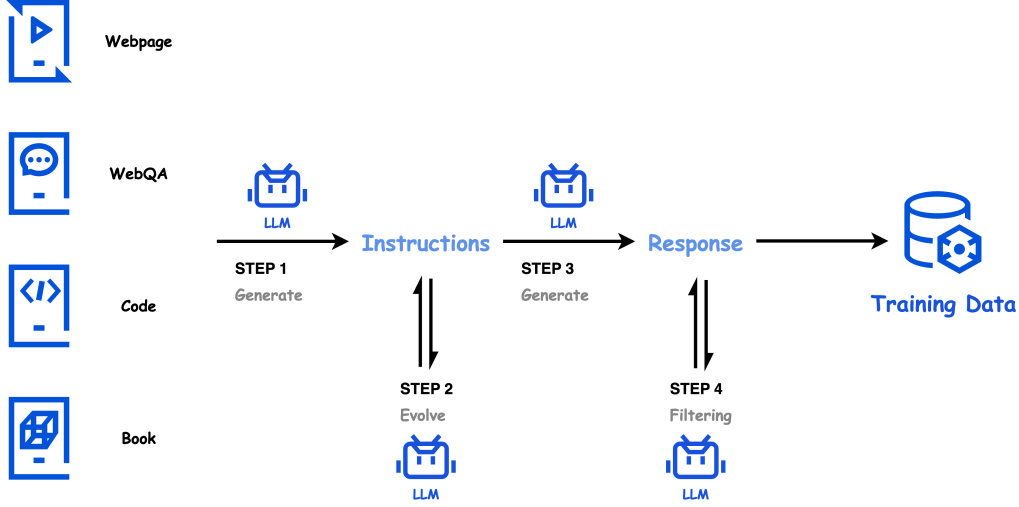 Webpage
WebQA
Code
Book
LLM
STEP 1
Generate
Instructions
STEP 2
Evolve
LLM
LLM
STEP 3
Generate
Response
STEP 4
Filtering
LLM
Training Data